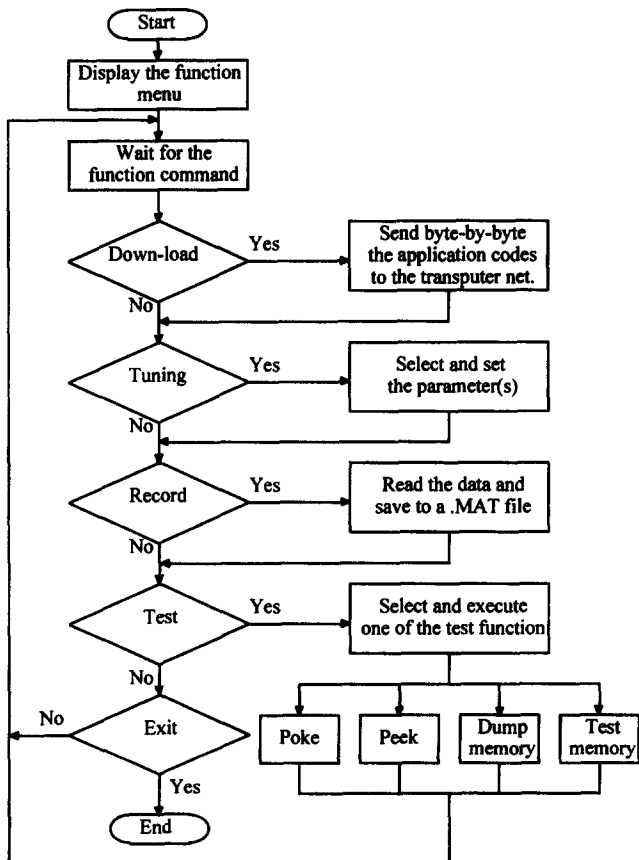 Start
Display the function
menu
Wait for the
function command
Down-load
Yes
Send byte-by-byte
the application codes
to the transputer net.
No
Tuning
Yes
Select and set
the parameter(s)
No
Record
Yes
Read the data and
save to a .MAT file
No
Test
Yes
Select and execute
one of the test function
No
No
Exit
Yes
Poke
Peek
Dump
memory
Test
memory
End